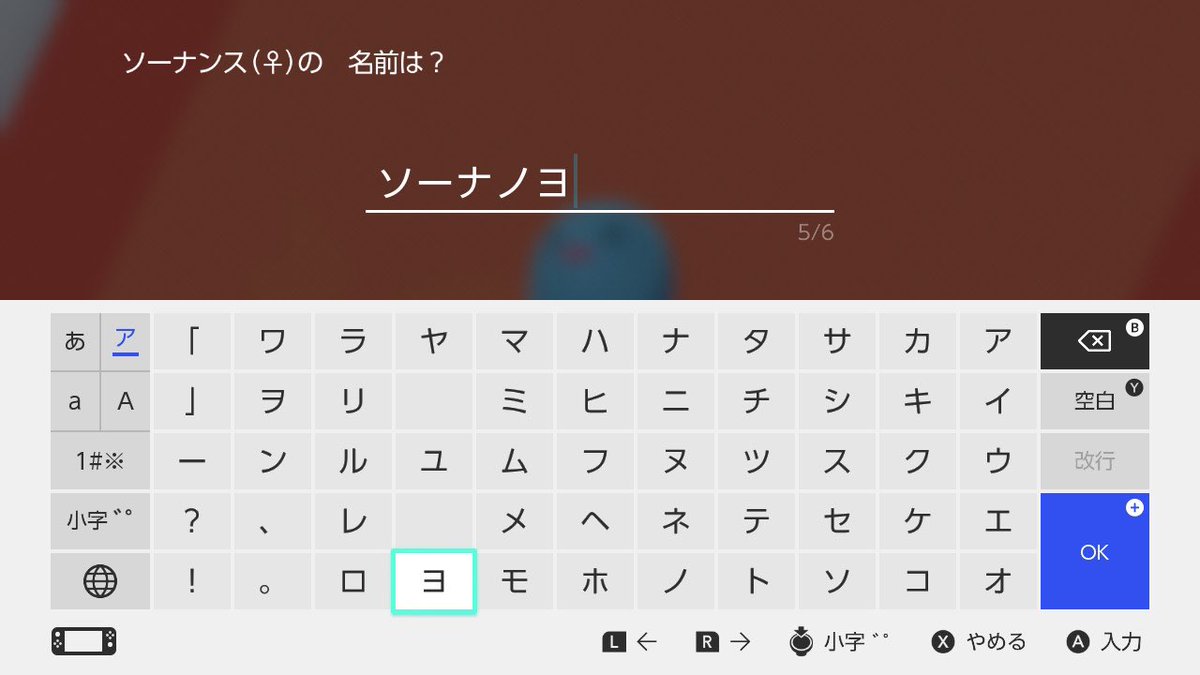 ソーナンス(♀)の　名前は？
ソーナノヨ
5/6
あ ア 「 ワ ラ ヤ マ ハ ナ タ サ カ ア B
a A 」 ヲ リ ミ ヒ ニ チ シ キ イ 空白 Y
1#※ ー ン ル ユ ム フ ヌ ツ ス ク ウ 改行
小字゛゜ ? 、 レ メ ヘ ネ テ セ ケ エ +
! 。 ロ ヨ モ ホ ノ ト ソ コ オ OK
L ← R → 小字゛゜ X やめる A 入力